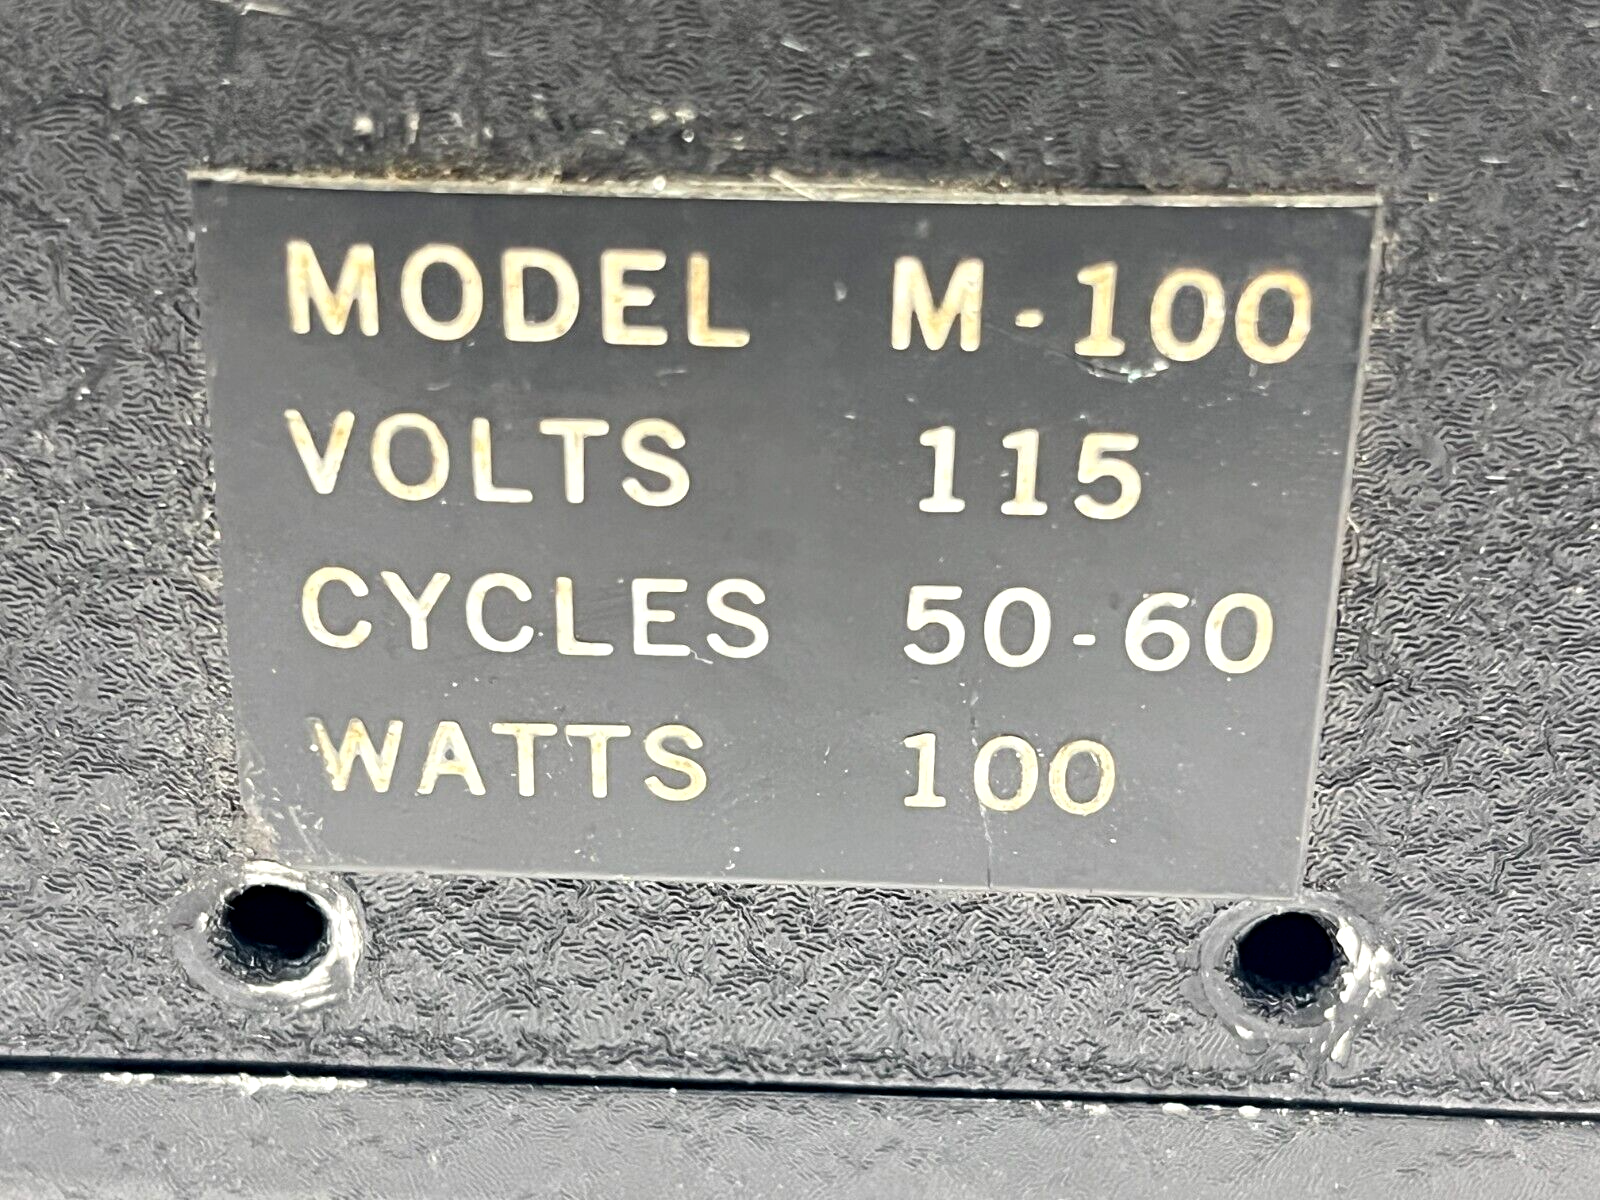 MODEL M-100
VOLTS 115
CYCLES 50-60
WATTS 100